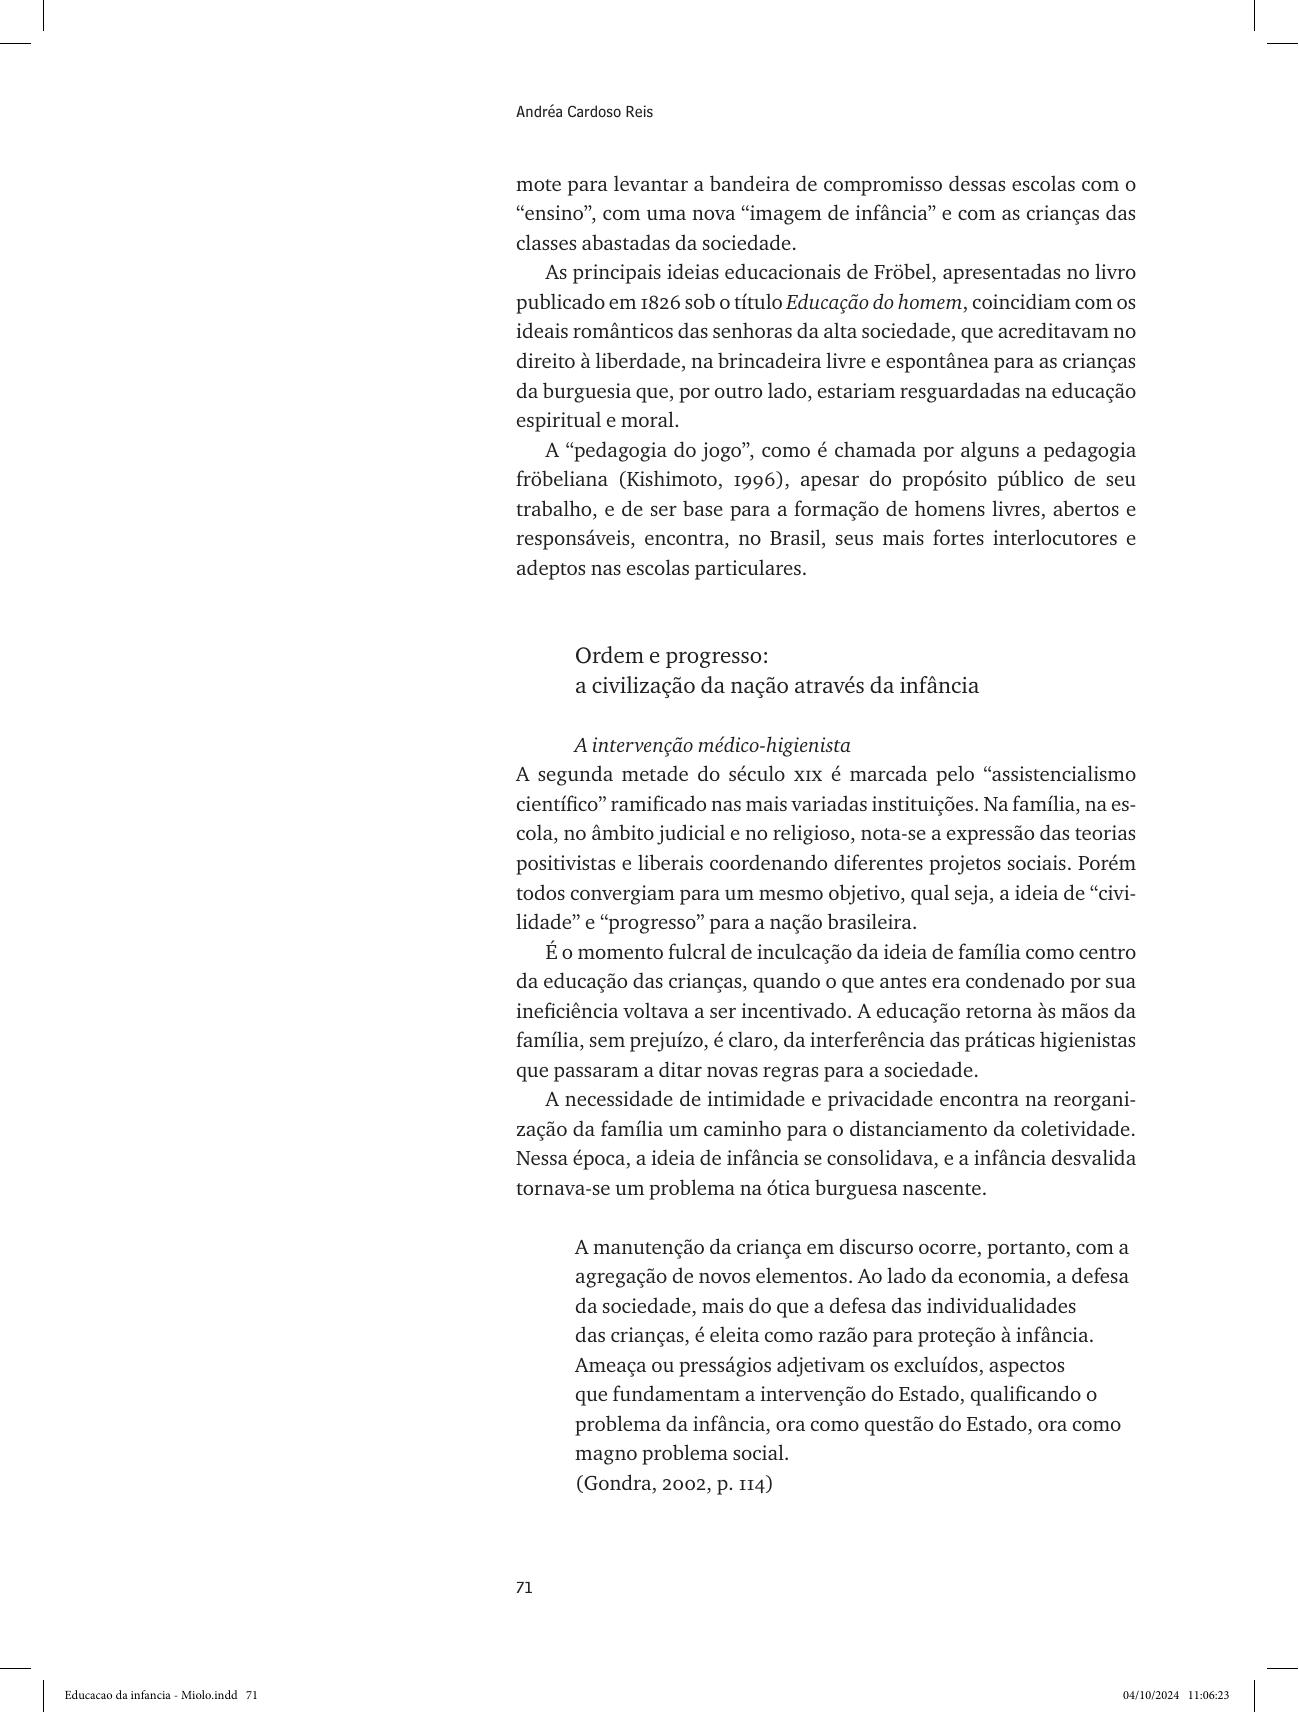 Andréa Cardoso Reis
mote para levantar a bandeira de compromisso dessas escolas com o
“ensino”, com uma nova “imagem de infância” e com as crianças das
classes abastadas da sociedade.
As principais ideias educacionais de Fröbel, apresentadas no livro
publicado em 1826 sob o título Educação do homem, coincidiam com os
ideais românticos das senhoras da alta sociedade, que acreditavam no
direito à liberdade, na brincadeira livre e espontânea para as crianças
da burguesia que, por outro lado, estariam resguardadas na educação
espiritual e moral.
A “pedagogia do jogo”, como é chamada por alguns a pedagogia
fröbeliana (Kishimoto, 1996), apesar do propósito público de seu
trabalho, e de ser base para a formação de homens livres, abertos e
responsáveis, encontra, no Brasil, seus mais fortes interlocutores e
adeptos nas escolas particulares.
Ordem e progresso:
a civilização da nação através da infância
A intervenção médico-higienista
A segunda metade do século XIX é marcada pelo “assistencialismo
científico” ramificado nas mais variadas instituições. Na família, na es-
cola, no âmbito judicial e no religioso, nota-se a expressão das teorias
positivistas e liberais coordenando diferentes projetos sociais. Porém
todos convergiam para um mesmo objetivo, qual seja, a ideia de “civi-
lidade” e “progresso” para a nação brasileira.
É o momento fulcral de inculcação da ideia de família como centro
da educação das crianças, quando o que antes era condenado por sua
ineficiência voltava a ser incentivado. A educação retorna às mãos da
família, sem prejuízo, é claro, da interferência das práticas higienistas
que passaram a ditar novas regras para a sociedade.
A necessidade de intimidade e privacidade encontra na reorgani-
zação da família um caminho para o distanciamento da coletividade.
Nessa época, a ideia de infância se consolidava, e a infância desvalida
tornava-se um problema na ótica burguesa nascente.
A manutenção da criança em discurso ocorre, portanto, com a
agregação de novos elementos. Ao lado da economia, a defesa
da sociedade, mais do que a defesa das individualidades
das crianças, é eleita como razão para proteção à infância.
Ameaça ou presságios adjetivam os excluídos, aspectos
que fundamentam a intervenção do Estado, qualificando o
problema da infância, ora como questão do Estado, ora como
magno problema social.
(Gondra, 2002, p. 114)
71
Educacao da infancia - Miolo.indd 71
04/10/2024 11:06:23